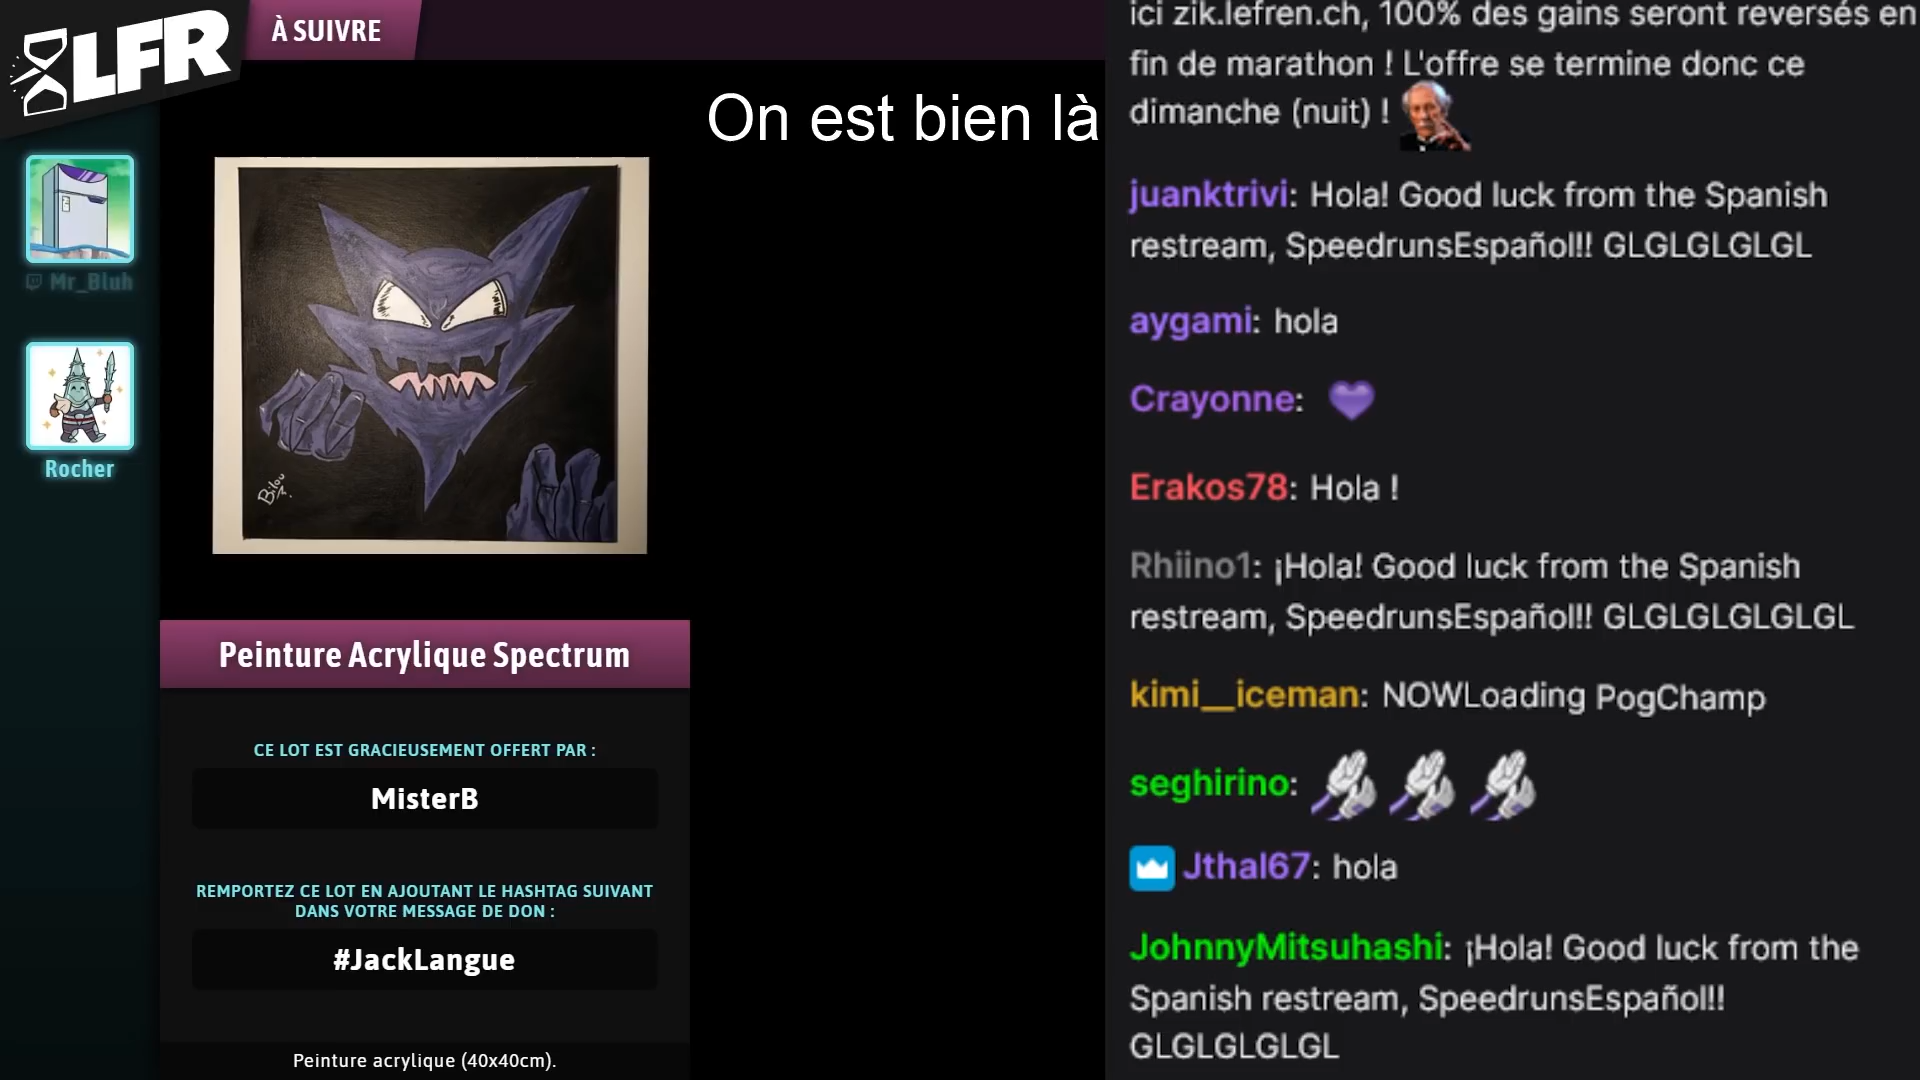 LFR
À SUIVRE
On est bien là
Mr_Bluh
Rocher
Bilou
Peinture Acrylique Spectrum
CE LOT EST GRACIEUSEMENT OFFERT PAR :
MisterB
REMPORTEZ CE LOT EN AJOUTANT LE HASHTAG SUIVANT
DANS VOTRE MESSAGE DE DON :
#JackLangue
Peinture acrylique (40x40cm).
ici zik.lefren.ch, 100% des gains seront reversés en
fin de marathon ! L'offre se termine donc ce
dimanche (nuit) !
juanktrivi: Hola! Good luck from the Spanish
restream, SpeedrunsEspañol!! GLGLGLGLGL
aygami: hola
Crayonne:
Erakos78: Hola !
Rhiino1: ¡Hola! Good luck from the Spanish
restream, SpeedrunsEspañol!! GLGLGLGLGLGL
kimi__iceman: NOWLoading PogChamp
seghirino:
Jthal67: hola
JohnnyMitsuhashi: ¡Hola! Good luck from the
Spanish restream, SpeedrunsEspañol!!
GLGLGLGLGL